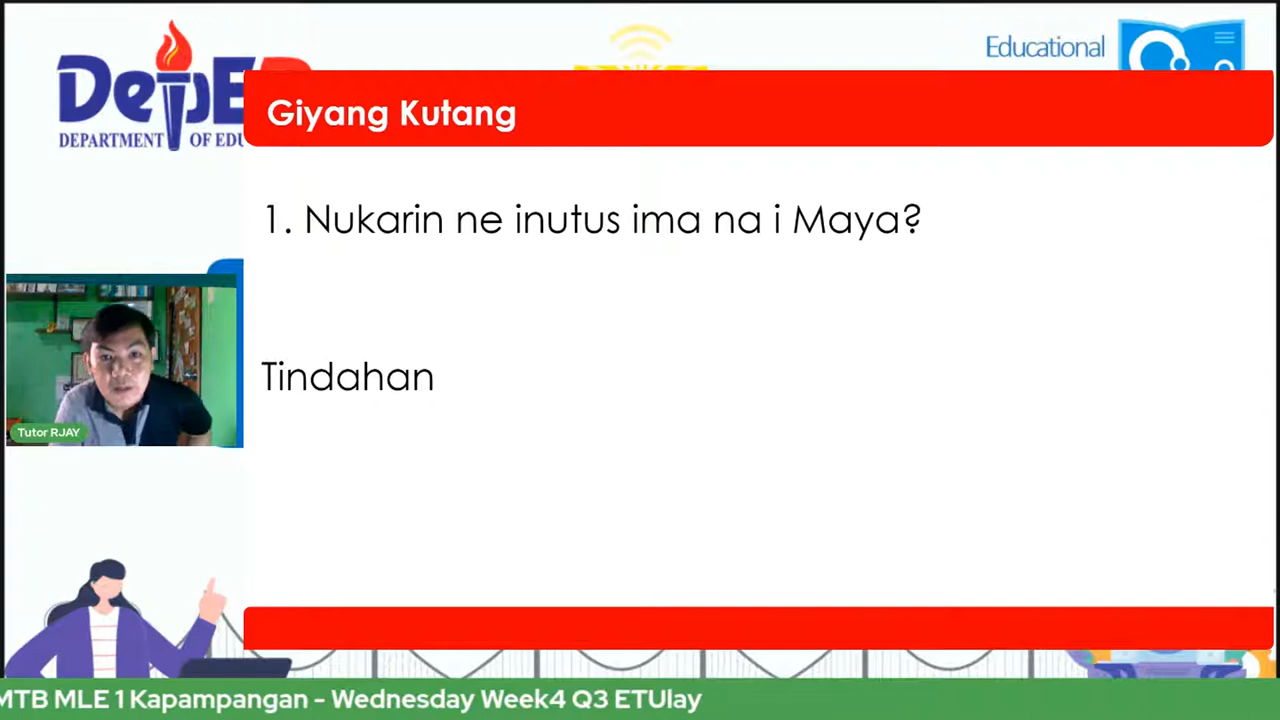 DepE
DEPARTMENT OF EDU
Educational
Giyang Kutang
1. Nukarin ne inutus ima na i Maya?
Tindahan
Tutor RJAY
MTB MLE 1 Kapampangan - Wednesday Week4 Q3 ETUlay